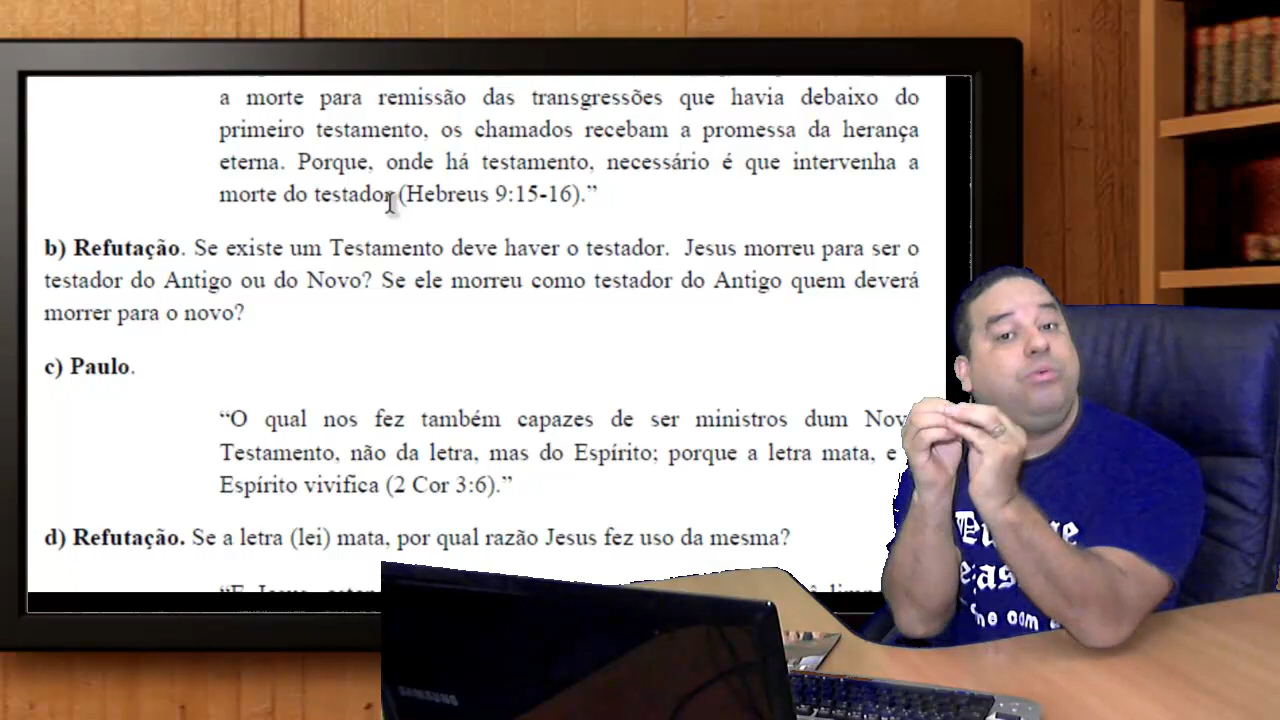 a morte para remissão das transgressões que havia debaixo do
primeiro testamento, os chamados recebam a promessa da herança
eterna. Porque, onde há testamento, necessário é que intervenha a
morte do testador (Hebreus 9:15-16).”
b) Refutação. Se existe um Testamento deve haver o testador. Jesus morreu para ser o
testador do Antigo ou do Novo? Se ele morreu como testador do Antigo quem deverá
morrer para o novo?
c) Paulo.
“O qual nos fez também capazes de ser ministros dum Nov
Testamento, não da letra, mas do Espírito; porque a letra mata, e
Espírito vivifica (2 Cor 3:6).”
d) Refutação. Se a letra (lei) mata, por qual razão Jesus fez uso da mesma?
“E Jesus
SAMSUNG